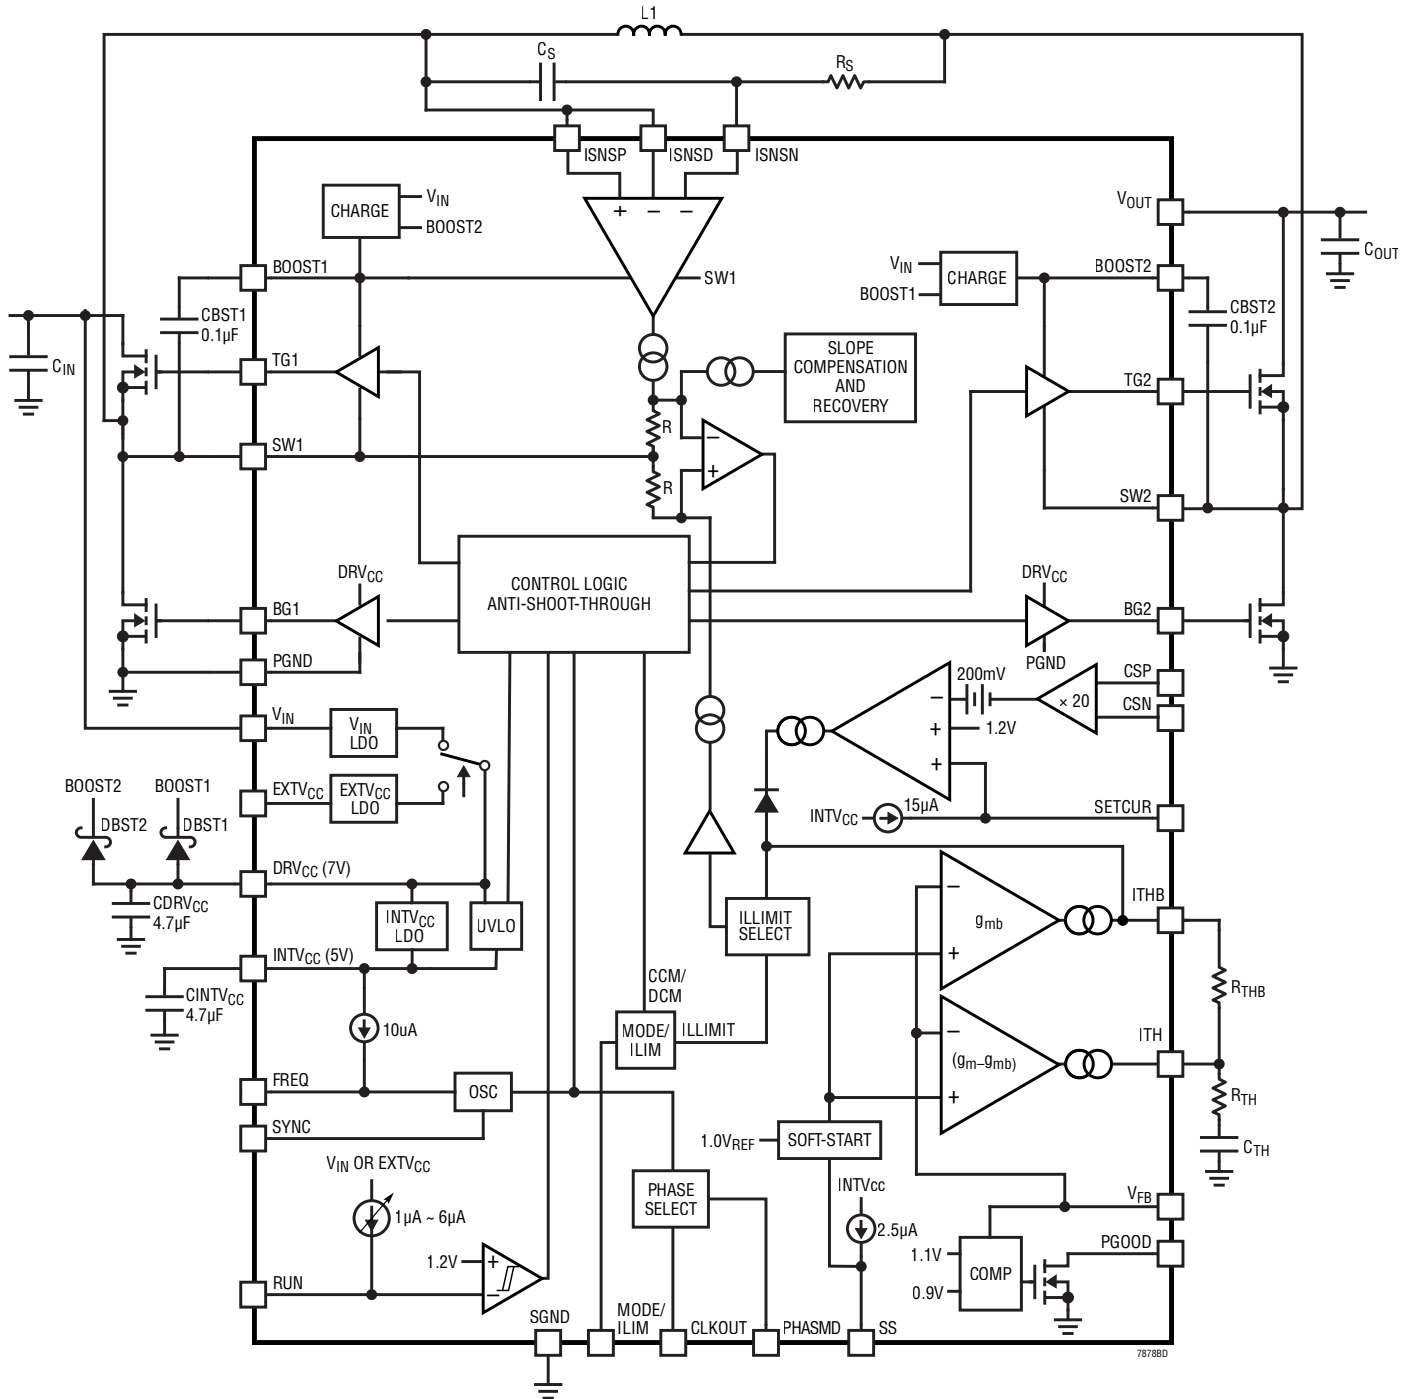 L1
CS
RS
ISNSP
ISNSD
ISNSN
+ – –
CHARGE
VIN
BOOST2
VOUT
COUT
BOOST1
SW1
VIN
BOOST1
CHARGE
BOOST2
CBST1
0.1µF
CBST2
0.1µF
CIN
TG1
SLOPE
COMPENSATION
AND
RECOVERY
TG2
R
–
+
SW1
R
SW2
CONTROL LOGIC
ANTI-SHOOT-THROUGH
DRVCC
BG1
DRVCC
BG2
PGND
PGND
CSP
CSN
200mV
× 20
–
+
1.2V
+
VIN
VIN
LDO
EXTVCC
EXTVCC
LDO
BOOST2
BOOST1
DBST2
DBST1
INTVCC
15µA
SETCUR
DRVCC (7V)
CDRVCC
4.7µF
INTVCC
LDO
UVLO
ILLIMIT
SELECT
–
gmb
+
ITHB
INTVCC (5V)
CINTVCC
4.7µF
RTHB
CCM/
DCM
10uA
MODE/
ILIM
ILLIMIT
–
(gm–gmb)
+
ITH
FREQ
OSC
RTH
SYNC
1.0VREF
SOFT-START
CTH
VIN OR EXTVCC
1µA ~ 6µA
PHASE
SELECT
INTVcc
2.5µA
VFB
PGOOD
1.1V
COMP
0.9V
1.2V
+
–
RUN
SGND
MODE/
ILIM
CLKOUT
PHASMD
SS
7878BD